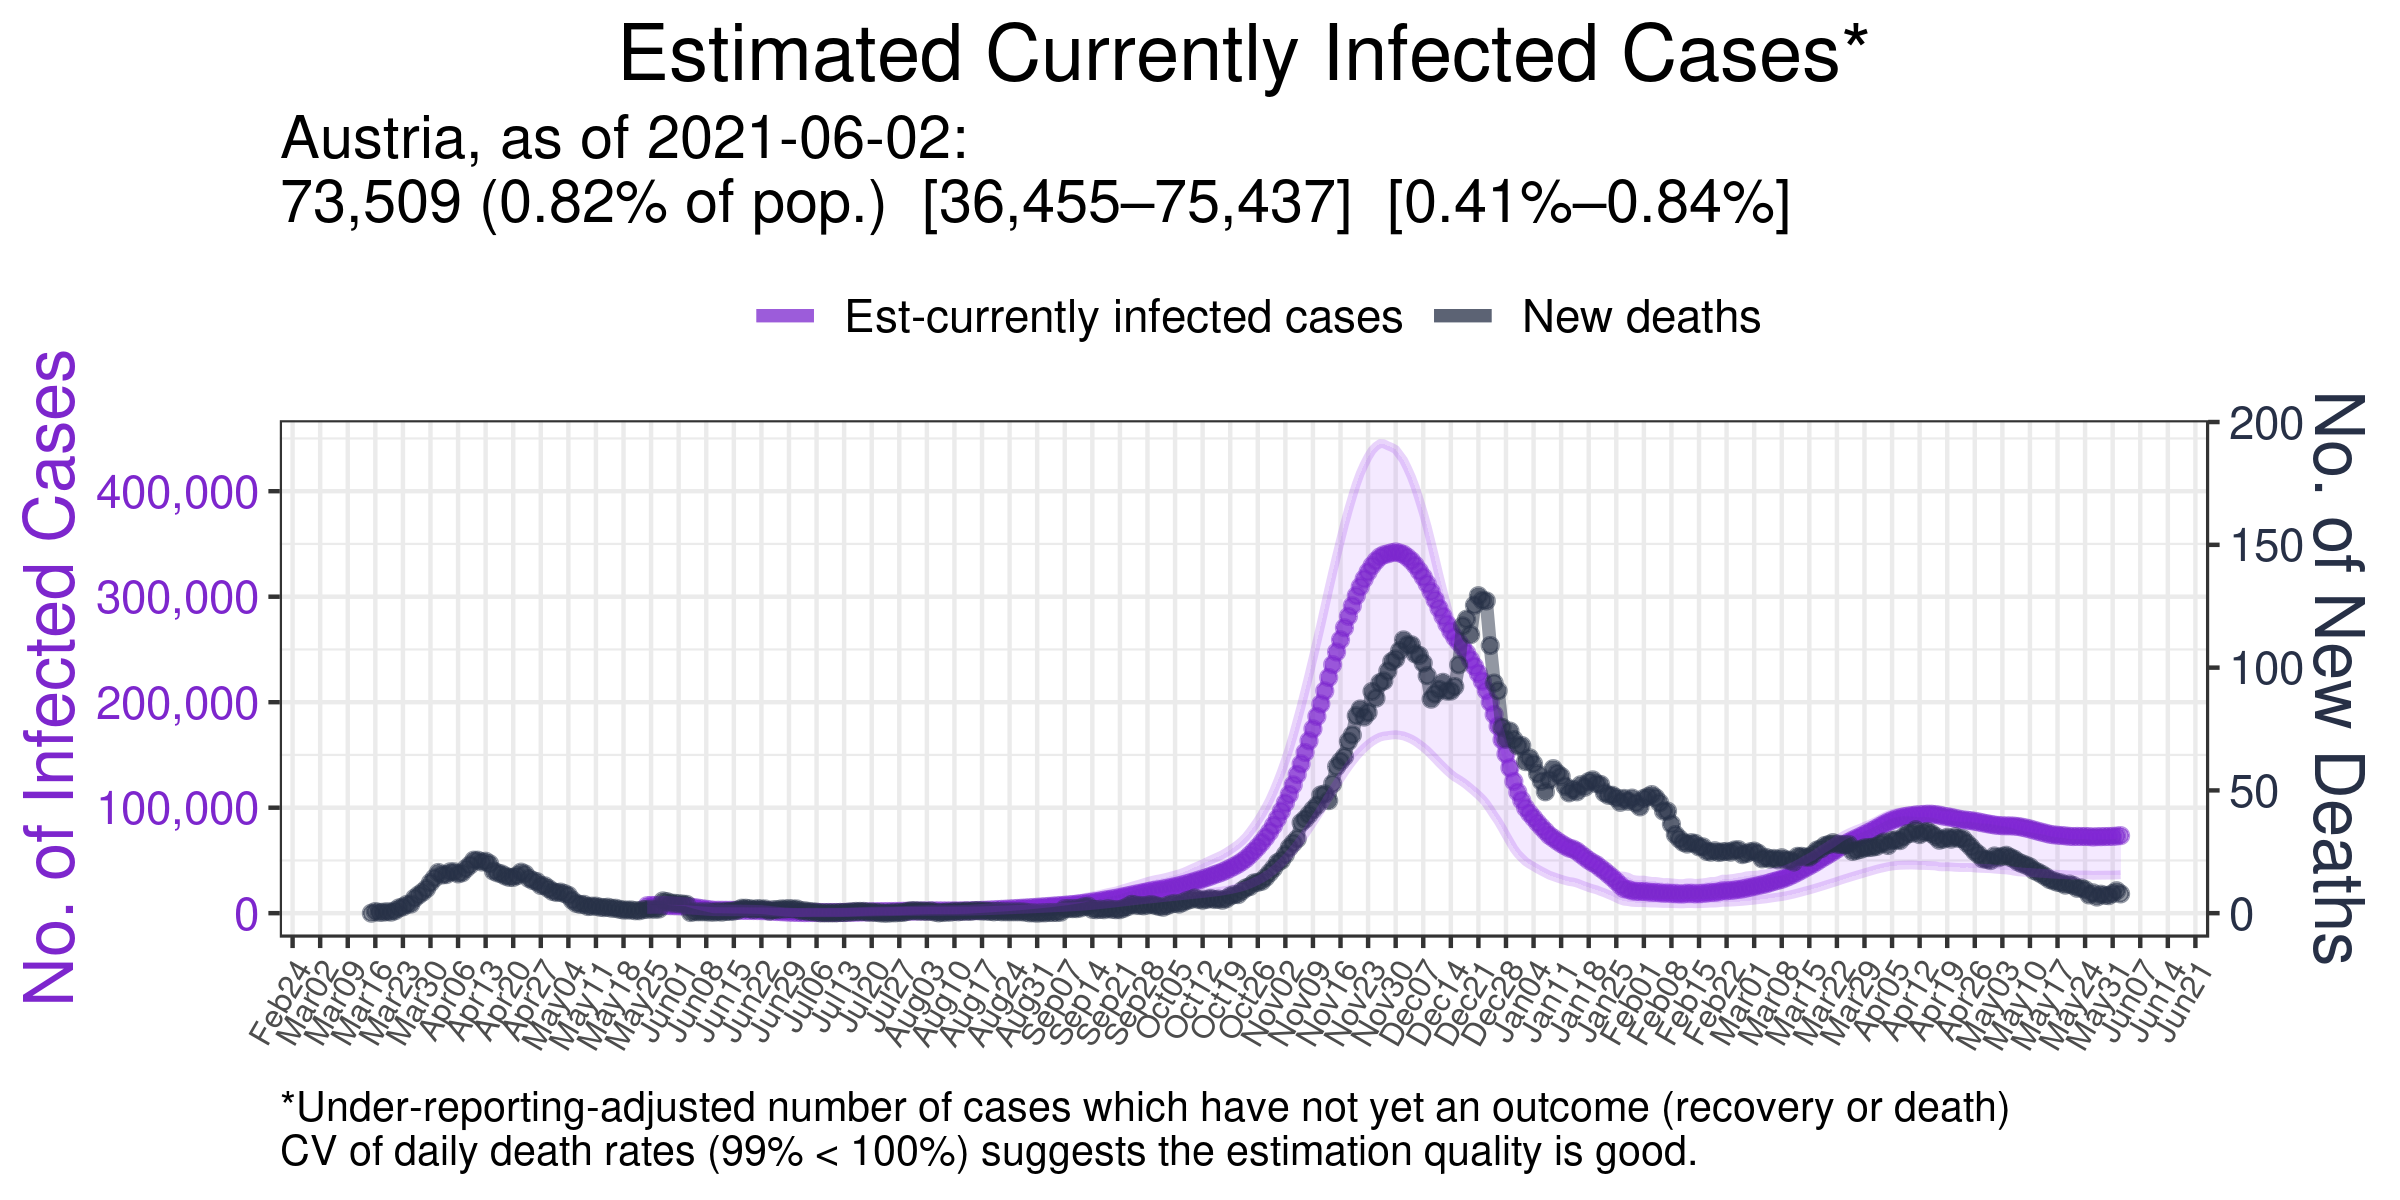 Estimated Currently Infected Cases*
Austria, as of 2021-06-02:
73,509 (0.82% of pop.) [36,455–75,437] [0.41%–0.84%]
Est-currently infected cases
New deaths
No. of Infected Cases
400,000
300,000
200,000
100,000
0
200
150
100
50
0
No. of New Deaths
Feb24
Mar02
Mar09
Mar16
Mar23
Mar30
Apr06
Apr13
Apr20
Apr27
May04
May11
May18
May25
Jun01
Jun08
Jun15
Jun22
Jun29
Jul06
Jul13
Jul20
Jul27
Aug03
Aug10
Aug17
Aug24
Aug31
Sep07
Sep14
Sep21
Sep28
Oct05
Oct12
Oct19
Oct26
Nov02
Nov09
Nov16
Nov23
Nov30
Dec07
Dec14
Dec21
Dec28
Jan04
Jan11
Jan18
Jan25
Feb01
Feb08
Feb15
Feb22
Mar01
Mar08
Mar15
Mar22
Mar29
Apr05
Apr12
Apr19
Apr26
May03
May10
May17
May24
May31
Jun07
Jun14
Jun21
*Under-reporting-adjusted number of cases which have not yet an outcome (recovery or death)
CV of daily death rates (99% < 100%) suggests the estimation quality is good.